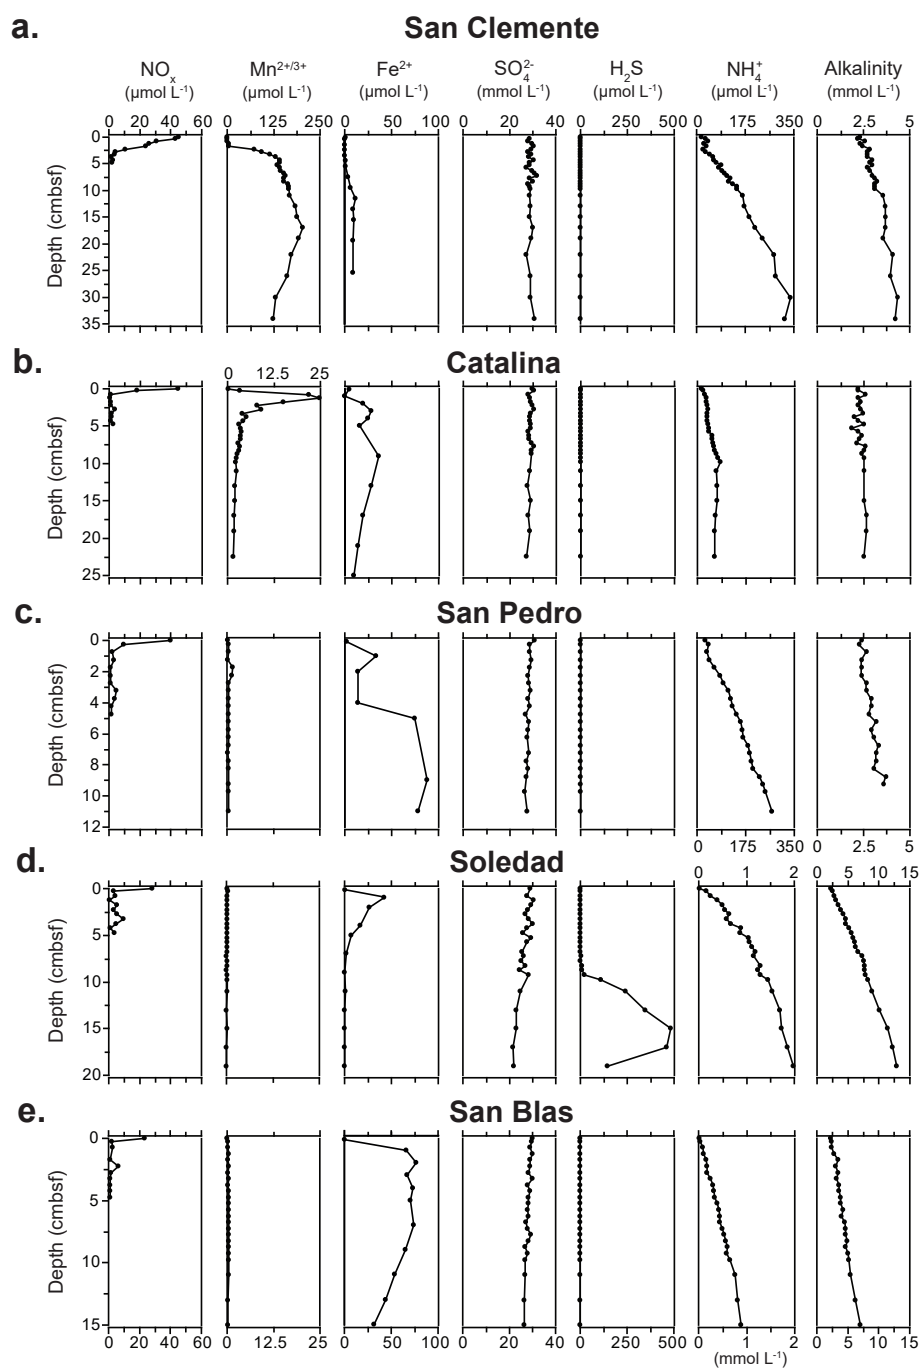 a. San Clemente
NOₓ Mn²⁺/³⁺ Fe²⁺ SO₄²⁻ H₂S NH₄⁺ Alkalinity
(µmol L⁻¹) (µmol L⁻¹) (µmol L⁻¹) (mmol L⁻¹) (µmol L⁻¹) (µmol L⁻¹) (mmol L⁻¹)
0 20 40 60 0 125 250 0 50 100 0 20 40 0 250 500 0 175 350 0 2.5 5
Depth (cmbsf)
0
5
10
15
20
25
30
35
b. Catalina
0 12.5 25
Depth (cmbsf)
0
5
10
15
20
25
c. San Pedro
Depth (cmbsf)
0
2
4
6
8
10
12
0 175 350 0 2.5 5
d. Soledad
0 1 2 0 5 10 15
Depth (cmbsf)
0
5
10
15
20
e. San Blas
Depth (cmbsf)
0
5
10
15
0 20 40 60 0 12.5 25 0 50 100 0 20 40 0 250 500 0 1 2 0 5 10 15
(mmol L⁻¹)